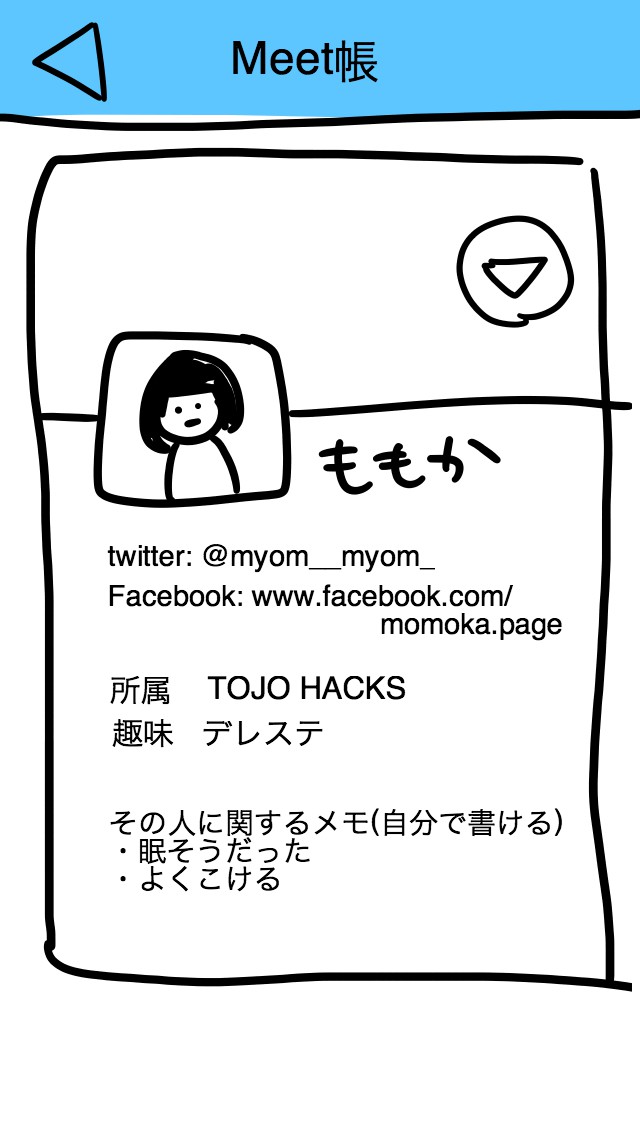 Meet帳
ももか
twitter: @myom__myom_
Facebook: www.facebook.com/
momoka.page
所属 TOJO HACKS
趣味 デレステ
その人に関するメモ(自分で書ける)
・眠そうだった
・よくこける